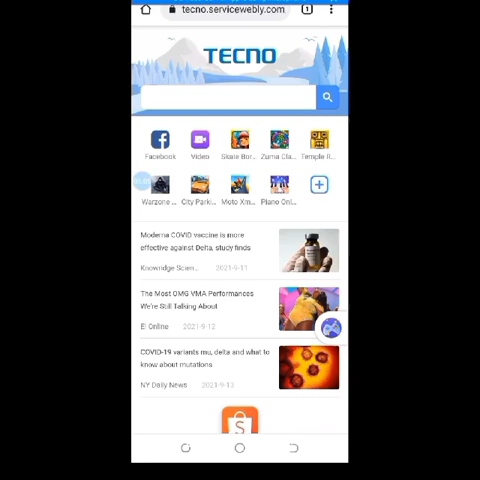 tecno.servicewebly.com
1
TECNO
Facebook
Video
Skate Bor...
Zuma Cla...
Temple R...
Warzone ...
City Parki...
Moto Xm...
Piano Onl...
Moderna COVID vaccine is more
effective against Delta, study finds
Knowridge Scien...
2021-9-11
The Most OMG VMA Performances
We're Still Talking About
E! Online
2021-9-12
COVID-19 variants mu, delta and what to
know about mutations
NY Daily News
2021-9-13